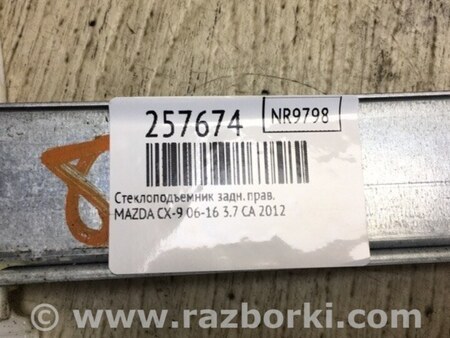 257674 NR9798
Стеклоподъемник задн.прав.
MAZDA CX-9 06-16 3.7 CA 2012
www.razborki.com